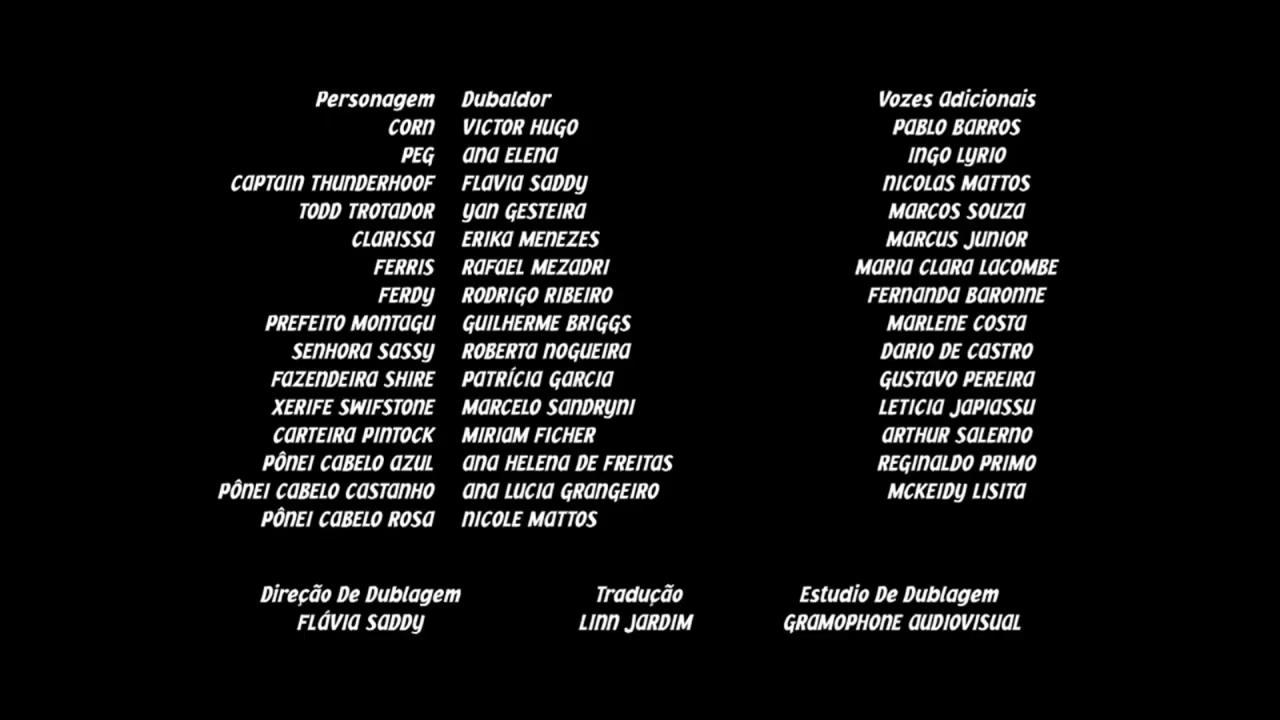 Personagem Dubaldor
CORN VICTOR HUGO
PEG ANA ELENA
CAPTAIN THUNDERHOOF FLAVIA SADDY
TODD TROTADOR YAN GESTEIRA
CLARISSA ERIKA MENEZES
FERRIS RAFAEL MEZADRI
FERDY RODRIGO RIBEIRO
PREFEITO MONTAGU GUILHERME BRIGGS
SENHORA SASSY ROBERTA NOGUEIRA
FAZENDEIRA SHIRE PATRÍCIA GARCIA
XERIFE SWIFSTONE MARCELO SANDRYNI
CARTEIRA PINTOCK MIRIAM FICHER
PÔNEI CABELO AZUL ANA HELENA DE FREITAS
PÔNEI CABELO CASTANHO ANA LUCIA GRANGEIRO
PÔNEI CABELO ROSA NICOLE MATTOS
Vozes Adicionais
PABLO BARROS
INGO LYRIO
NICOLAS MATTOS
MARCOS SOUZA
MARCUS JUNIOR
MARIA CLARA LACOMBE
FERNANDA BARONNE
MARLENE COSTA
DARIO DE CASTRO
GUSTAVO PEREIRA
LETICIA JAPIASSU
ARTHUR SALERNO
REGINALDO PRIMO
MCKEIDY LISITA
Direção De Dublagem
FLÁVIA SADDY
Tradução
LINN JARDIM
Estudio De Dublagem
GRAMOPHONE AUDIOVISUAL